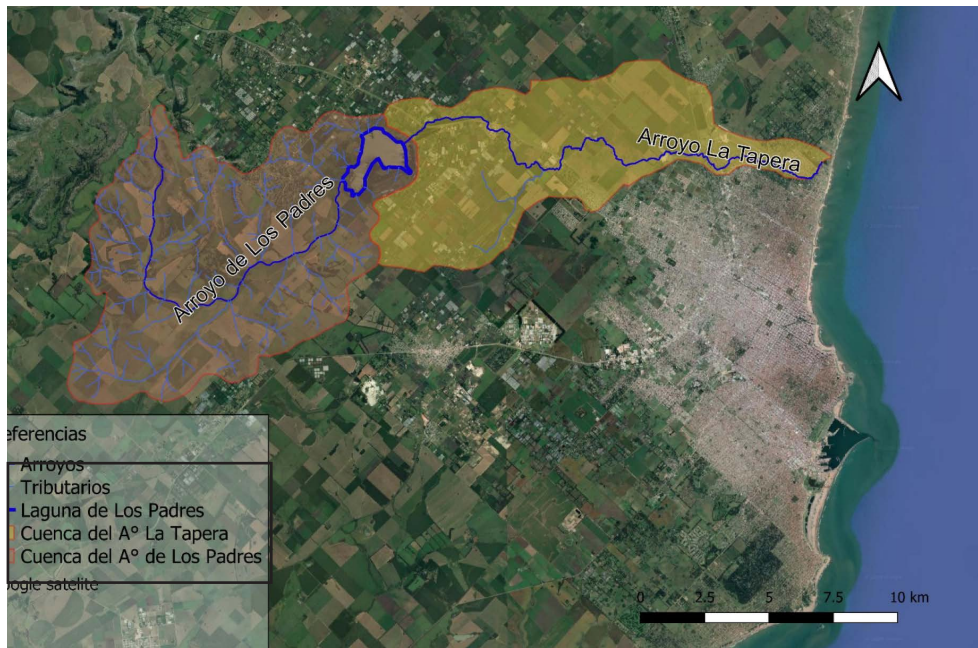 Arroyo La Tapera
Arroyo de Los Padres
eferencias
Arroyos
Tributarios
Laguna de Los Padres
Cuenca del A° La Tapera
Cuenca del A° de Los Padres
oogle satelite
0 2.5 5 7.5 10 km